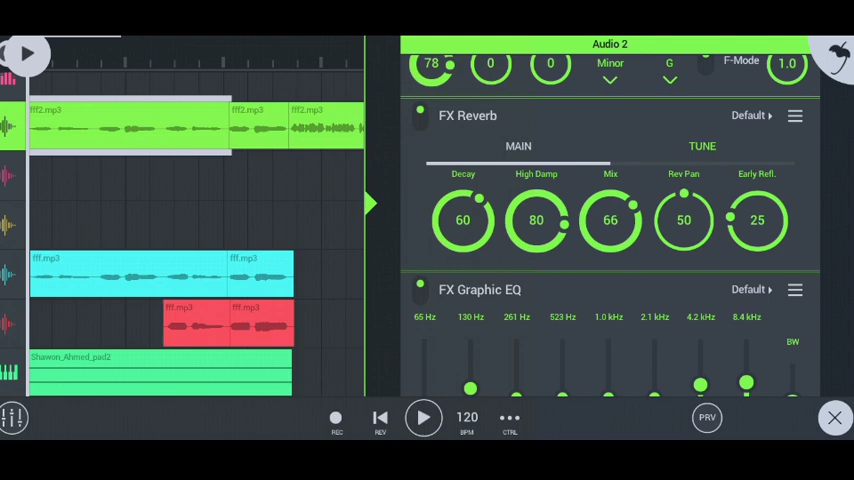 Audio 2
78 0 0 Minor G F-Mode 1.0
fff2.mp3 fff2.mp3 fff2.mp3
FX Reverb Default
MAIN TUNE
Decay High Damp Mix Rev Pan Early Refl.
60 80 66 50 25
fff.mp3 fff.mp3
FX Graphic EQ Default
fff.mp3 fff.mp3
65 Hz 130 Hz 261 Hz 523 Hz 1.0 kHz 2.1 kHz 4.2 kHz 8.4 kHz
BW
Shawon_Ahmed_pad2
120 PRV
REC REV BPM CTRL